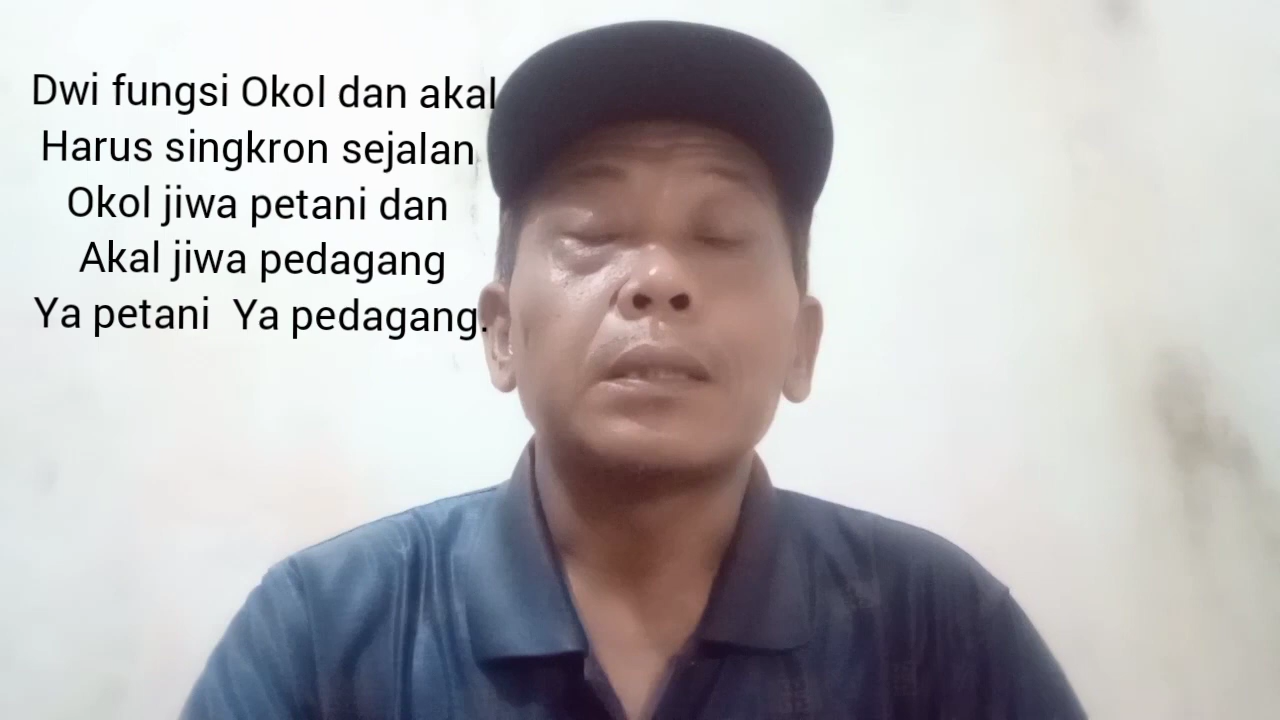 Dwi fungsi Okol dan akal
Harus singkron sejalan
Okol jiwa petani dan
Akal jiwa pedagang
Ya petani  Ya pedagang.